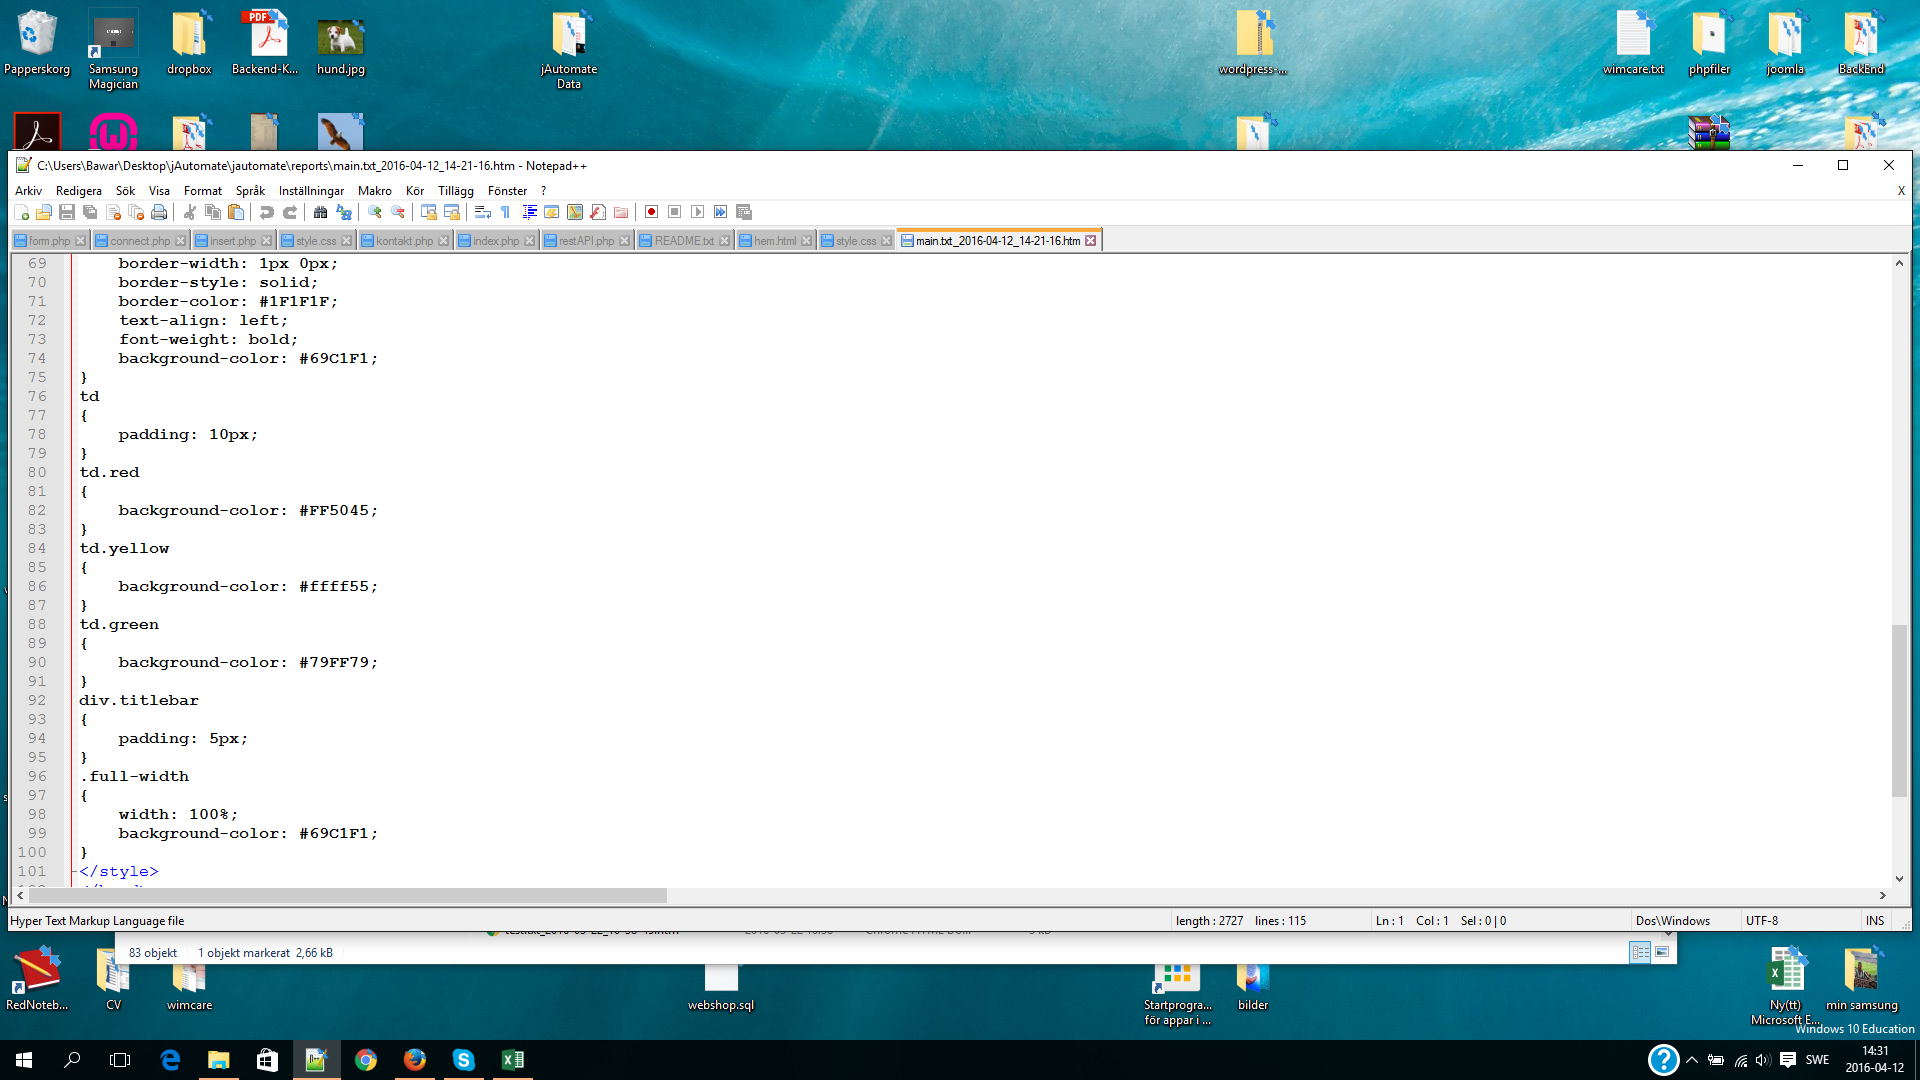 Papperskorg
Samsung Magician
dropbox
Backend-K...
hund.jpg
jAutomate Data
wordpress-...
wimcare.txt
phpfiler
joomla
BackEnd
C:\Users\Bawar\Desktop\jAutomate\jautomate\reports\main.txt_2016-04-12_14-21-16.htm - Notepad++
Arkiv Redigera Sök Visa Format Språk Inställningar Makro Kör Tillägg Fönster ? X
form.php connect.php insert.php style.css kontakt.php index.php restAPI.php README.txt hem.html style.css main.txt_2016-04-12_14-21-16.htm
69 border-width: 1px 0px;
70 border-style: solid;
71 border-color: #1F1F1F;
72 text-align: left;
73 font-weight: bold;
74 background-color: #69C1F1;
75 }
76 td
77 {
78 padding: 10px;
79 }
80 td.red
81 {
82 background-color: #FF5045;
83 }
84 td.yellow
85 {
86 background-color: #ffff55;
87 }
88 td.green
89 {
90 background-color: #79FF79;
91 }
92 div.titlebar
93 {
94 padding: 5px;
95 }
96 .full-width
97 {
98 width: 100%;
99 background-color: #69C1F1;
100 }
101 </style>
Hyper Text Markup Language file length : 2727 lines : 115 Ln : 1 Col : 1 Sel : 0 | 0 Dos\Windows UTF-8 INS
83 objekt 1 objekt markerat 2,66 kB
RedNoteb...
CV
wimcare
webshop.sql
Startprogra... för appar i ...
bilder
Ny(tt) Microsoft E...
min samsung
Windows 10 Education
SWE
14:31
2016-04-12